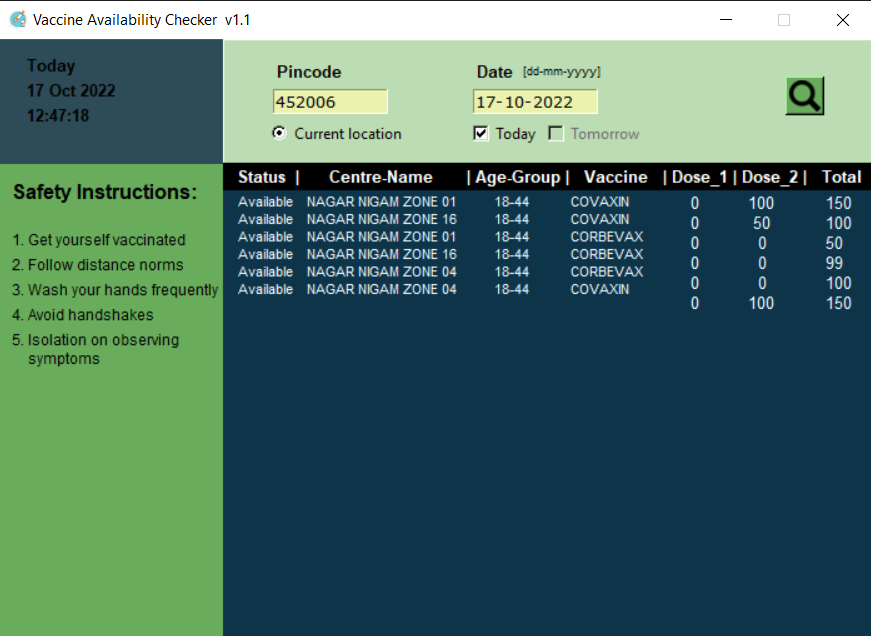 Vaccine Availability Checker v1.1
Today
17 Oct 2022
12:47:18
Pincode
452006
Current location
Date [dd-mm-yyyy]
17-10-2022
Today Tomorrow
Safety Instructions:
1. Get yourself vaccinated
2. Follow distance norms
3. Wash your hands frequently
4. Avoid handshakes
5. Isolation on observing
symptoms
Status | Centre-Name | Age-Group | Vaccine | Dose_1 | Dose_2 | Total
Available NAGAR NIGAM ZONE 01 18-44 COVAXIN 0 100 150
Available NAGAR NIGAM ZONE 16 18-44 COVAXIN 0 50 100
Available NAGAR NIGAM ZONE 01 18-44 CORBEVAX 0 0 50
Available NAGAR NIGAM ZONE 16 18-44 CORBEVAX 0 0 99
Available NAGAR NIGAM ZONE 04 18-44 CORBEVAX 0 0 100
Available NAGAR NIGAM ZONE 04 18-44 COVAXIN 0 100 150